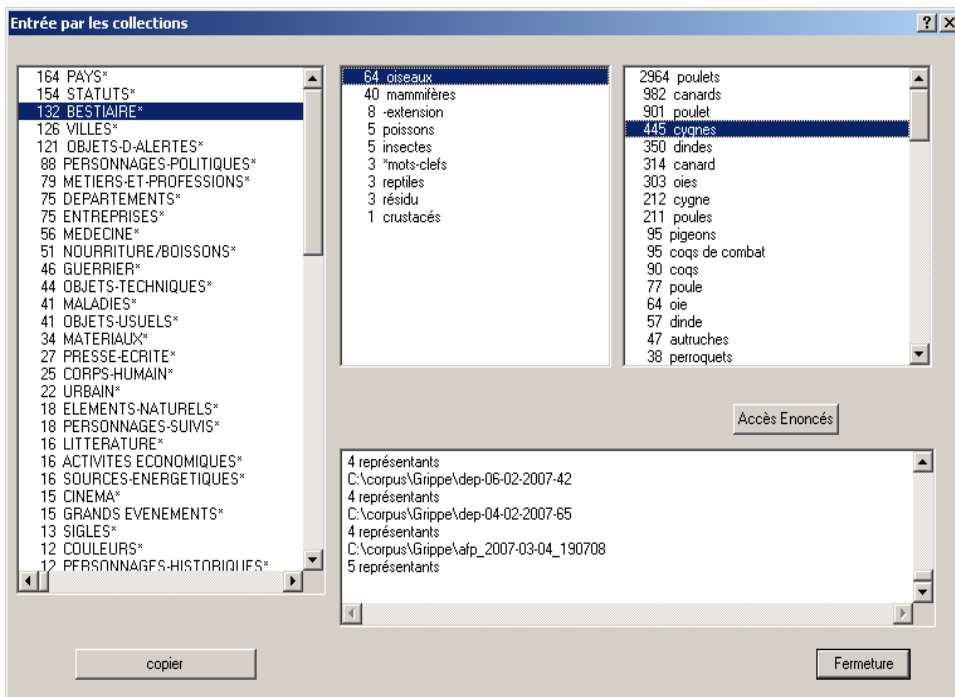 Entrée par les collections
164 PAYS*
154 STATUTS*
132 BESTIAIRE*
126 VILLES*
121 OBJETS-D-ALERTES*
88 PERSONNAGES-POLITIQUES*
79 METIERS-ET-PROFESSIONS*
75 DEPARTEMENTS*
75 ENTREPRISES*
56 MEDECINE*
51 NOURRITURE/BOISSONS*
46 GUERRIER*
44 OBJETS-TECHNIQUES*
41 MALADIES*
41 OBJETS-USUELS*
34 MATERIAUX*
27 PRESSE-ECRITE*
25 CORPS-HUMAIN*
22 URBAIN*
18 ELEMENTS-NATURELS*
18 PERSONNAGES-SUIVIS*
16 LITTERATURE*
16 ACTIVITES ECONOMIQUES*
16 SOURCES-ENERGETIQUES*
15 CINEMA*
15 GRANDS EVENEMENTS*
13 SIGLES*
12 COULEURS*
12 PERSONNAGES-HISTORIQUES*
64 oiseaux
40 mammifères
8 -extension
5 poissons
5 insectes
3 *mots-clefs
3 reptiles
3 résidu
1 crustacés
2964 poulets
982 canards
901 poulet
445 cygnes
350 dindes
314 canard
303 oies
212 cygne
211 poules
95 pigeons
95 coqs de combat
90 coqs
77 poule
64 oie
57 dinde
47 autruches
38 perroquets
Accès Enoncés
4 représentants
C:\corpus\Grippe\dep-06-02-2007-42
4 représentants
C:\corpus\Grippe\dep-04-02-2007-65
4 représentants
C:\corpus\Grippe\afp_2007-03-04_190708
5 représentants
copier
Fermeture